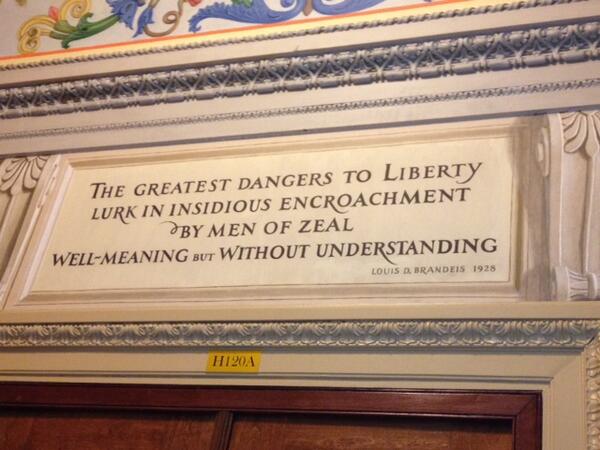 THE GREATEST DANGERS TO LIBERTY
LURK IN INSIDIOUS ENCROACHMENT
BY MEN OF ZEAL
WELL-MEANING BUT WITHOUT UNDERSTANDING
LOUIS D. BRANDEIS 1928
H120A